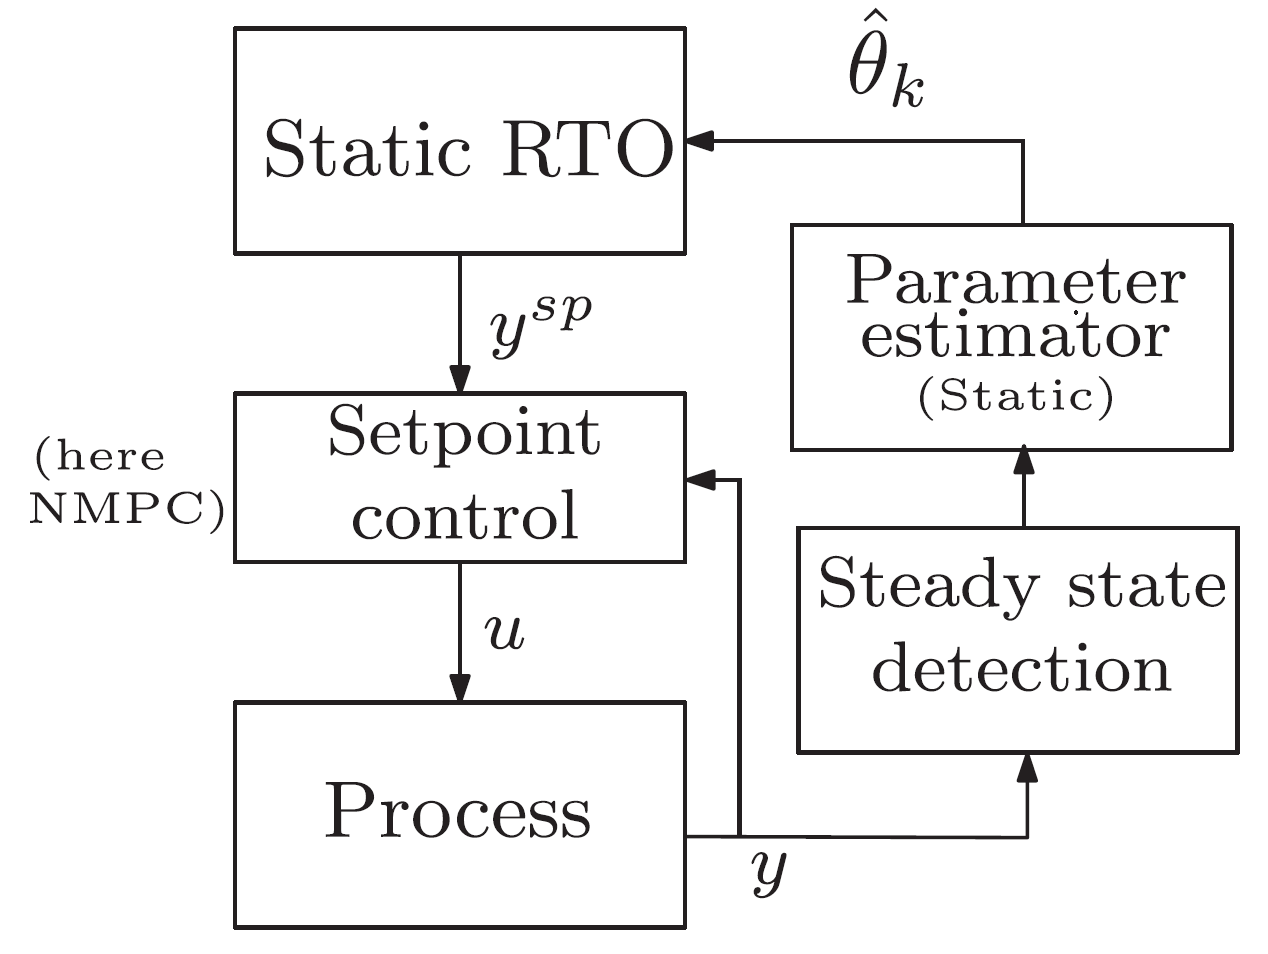 θ̂ₖ
Static RTO
Parameter
estimator
(Static)
yˢᵖ
(here
NMPC)
Setpoint
control
Steady state
detection
u
Process
y